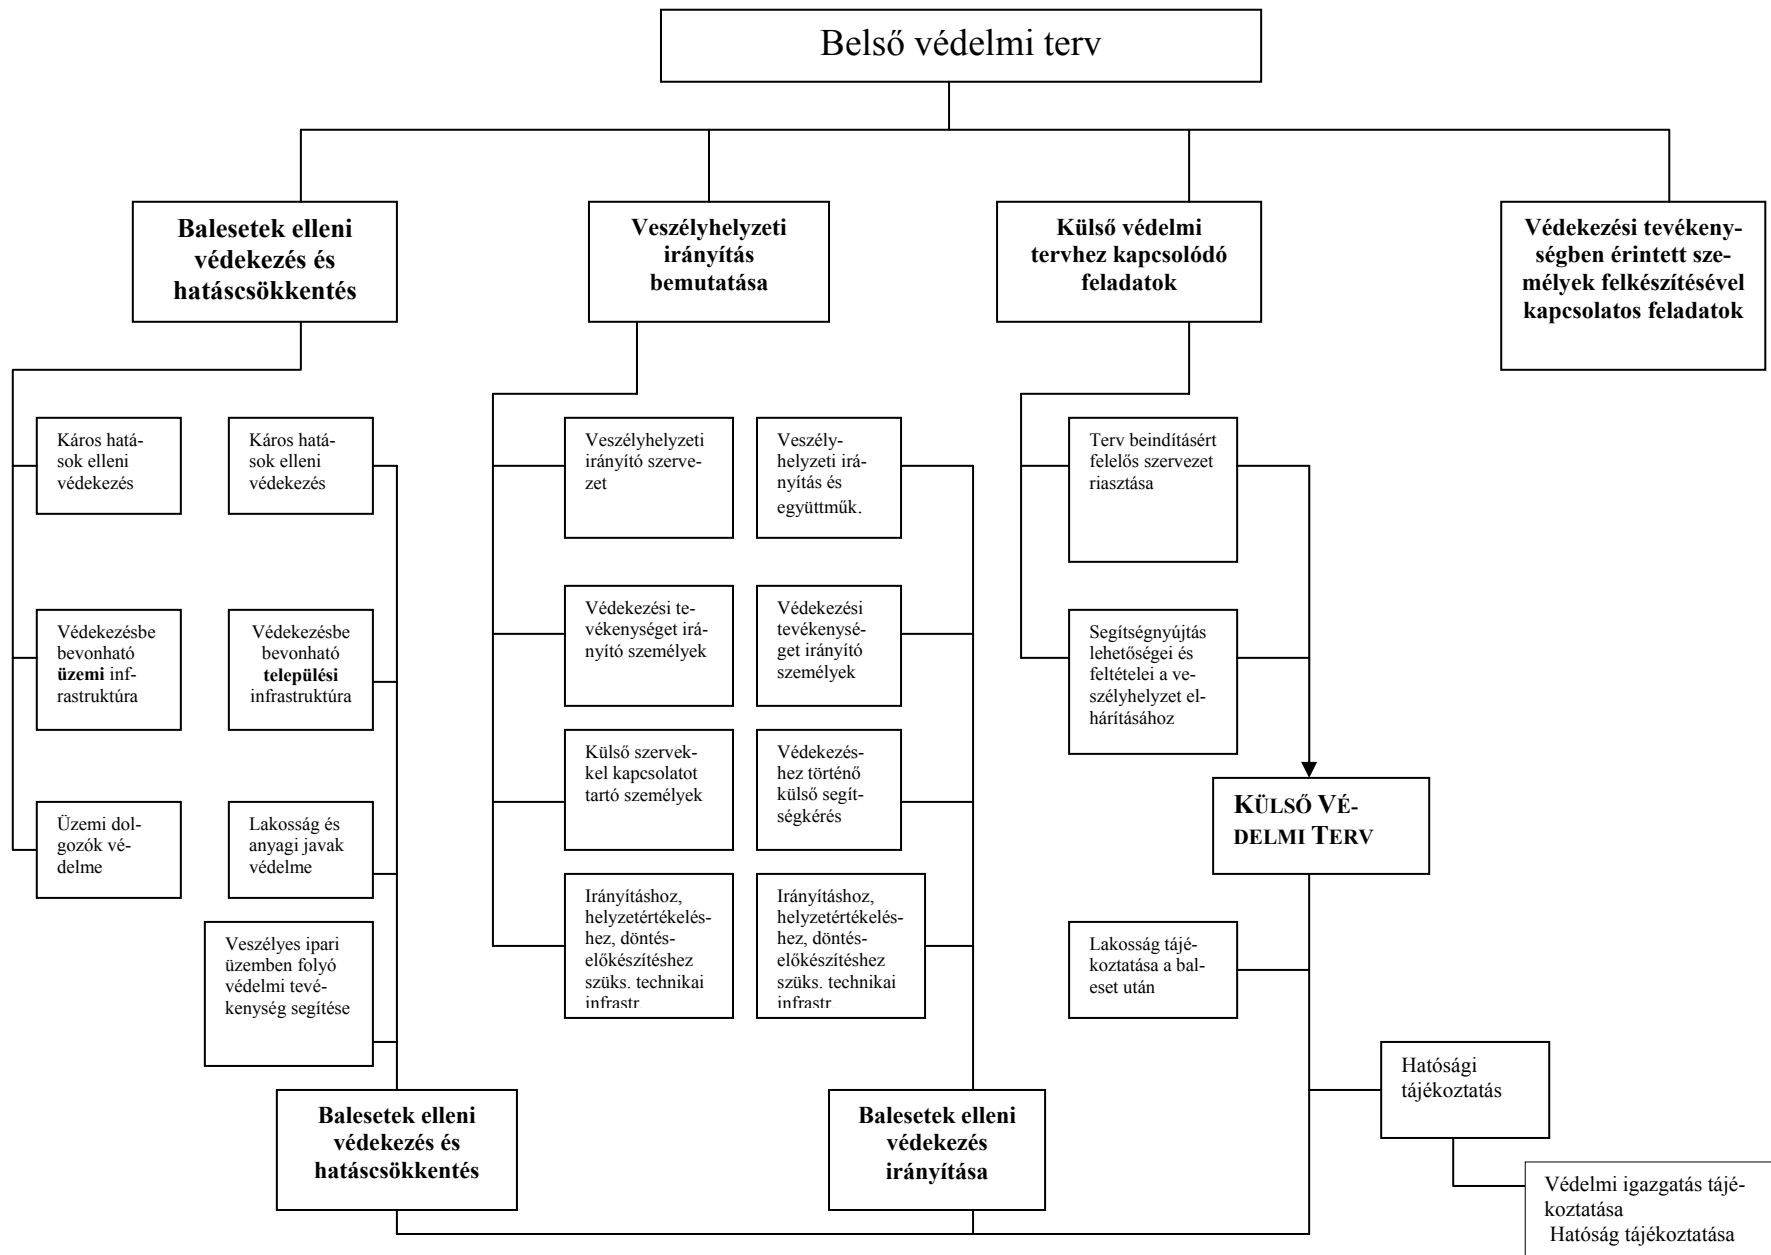 Belső védelmi terv
Balesetek elleni
védekezés és
hatáscsökkentés
Veszélyhelyzeti
irányítás
bemutatása
Külső védelmi
tervhez kapcsolódó
feladatok
Védekezési tevékeny-
ségben érintett sze-
mélyek felkészítésével
kapcsolatos feladatok
Káros hatá-
sok elleni
védekezés
Káros hatá-
sok elleni
védekezés
Veszélyhelyzeti
irányító szerve-
zet
Veszély-
helyzeti irá-
nyítás és
együttműk.
Terv beindításért
felelős szervezet
riasztása
Védekezésbe
bevonható
üzemi inf-
rastruktúra
Védekezésbe
bevonható
települési
infrastruktúra
Védekezési te-
vékenységet irá-
nyító személyek
Védekezési
tevékenysé-
get irányító
személyek
Segítségnyújtás
lehetőségei és
feltételei a ve-
szélyhelyzet el-
hárításához
Külső szervek-
kel kapcsolatot
tartó személyek
Védekezés-
hez történő
külső segít-
ségkérés
KÜLSŐ VÉ-
DELMI TERV
Üzemi dol-
gozók vé-
delme
Lakosság és
anyagi javak
védelme
Irányításhoz,
helyzetértékelés-
hez, döntés-
előkészítéshez
szüks. technikai
infrastr
Irányításhoz,
helyzetértékelés-
hez, döntés-
előkészítéshez
szüks. technikai
infrastr
Veszélyes ipari
üzemben folyó
védelmi tevé-
kenység segítése
Lakosság tájé-
koztatása a bal-
eset után
Hatósági
tájékoztatás
Balesetek elleni
védekezés és
hatáscsökkentés
Balesetek elleni
védekezés
irányítása
Védelmi igazgatás tájé-
koztatása
Hatóság tájékoztatása